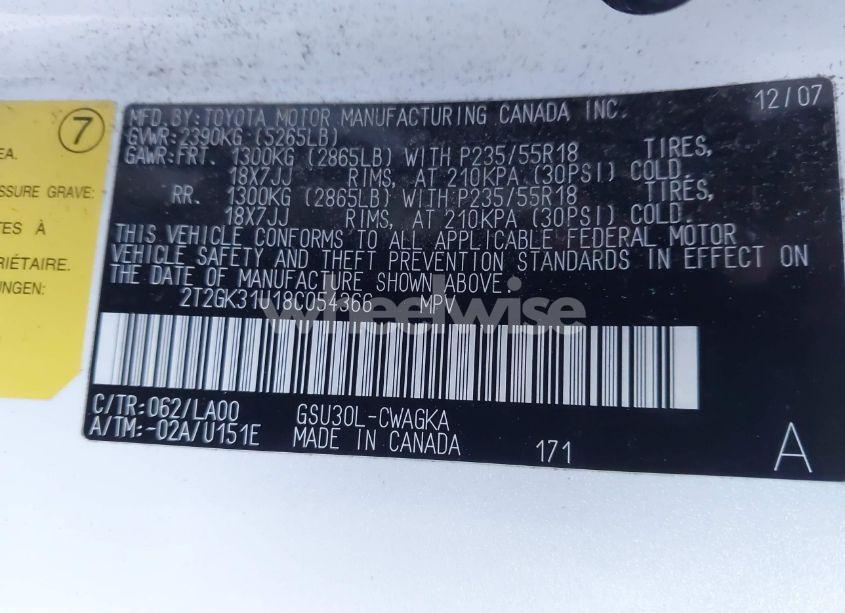 7
EA.
SSURE GRAVE:
TES À
RIÉTAIRE.
UNGEN:
MFD. BY: TOYOTA MOTOR MANUFACTURING CANADA INC. 12/07
GVWR: 2390KG (5265LB)
GAWR: FRT. 1300KG (2865LB) WITH P235/55R18 TIRES,
18X7JJ RIMS, AT 210KPA (30PSI) COLD.
RR. 1300KG (2865LB) WITH P235/55R18 TIRES,
18X7JJ RIMS, AT 210KPA (30PSI) COLD.
THIS VEHICLE CONFORMS TO ALL APPLICABLE FEDERAL MOTOR
VEHICLE SAFETY AND THEFT PREVENTION STANDARDS IN EFFECT ON
THE DATE OF MANUFACTURE SHOWN ABOVE.
2T2GK31U18C054366 MPV
wheelwise
C/TR: 062/LA00 GSU30L-CWAGKA
A/TM: -02A/U151E MADE IN CANADA 171 A